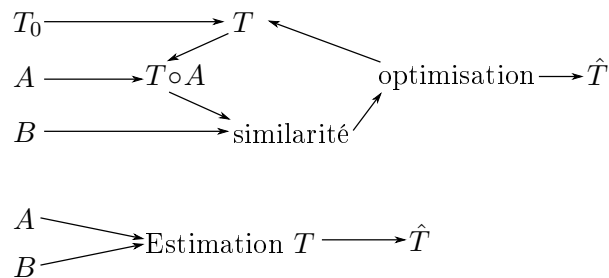 T₀ T
A T∘A optimisation T̂
B similarité
A
Estimation T T̂
B